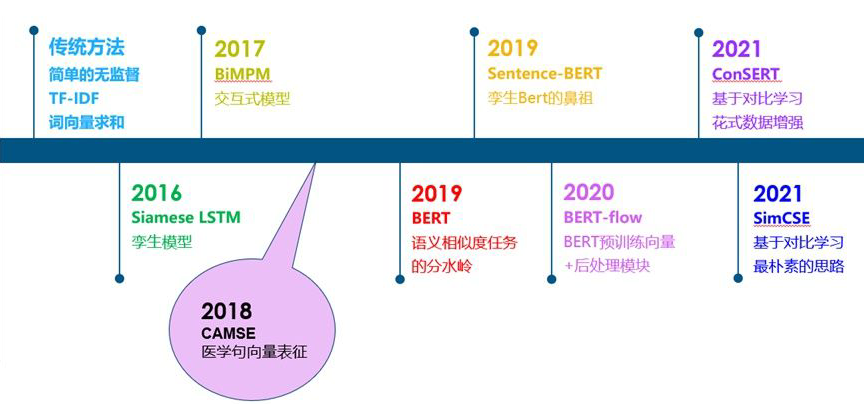 传统方法
简单的无监督
TF-IDF
词向量求和
2016
Siamese LSTM
孪生模型
2017
BiMPM
交互式模型
2018
CAMSE
医学句向量表征
2019
BERT
语义相似度任务
的分水岭
2019
Sentence-BERT
孪生Bert的鼻祖
2020
BERT-flow
BERT预训练向量
+后处理模块
2021
ConSERT
基于对比学习
花式数据增强
2021
SimCSE
基于对比学习
最朴素的思路